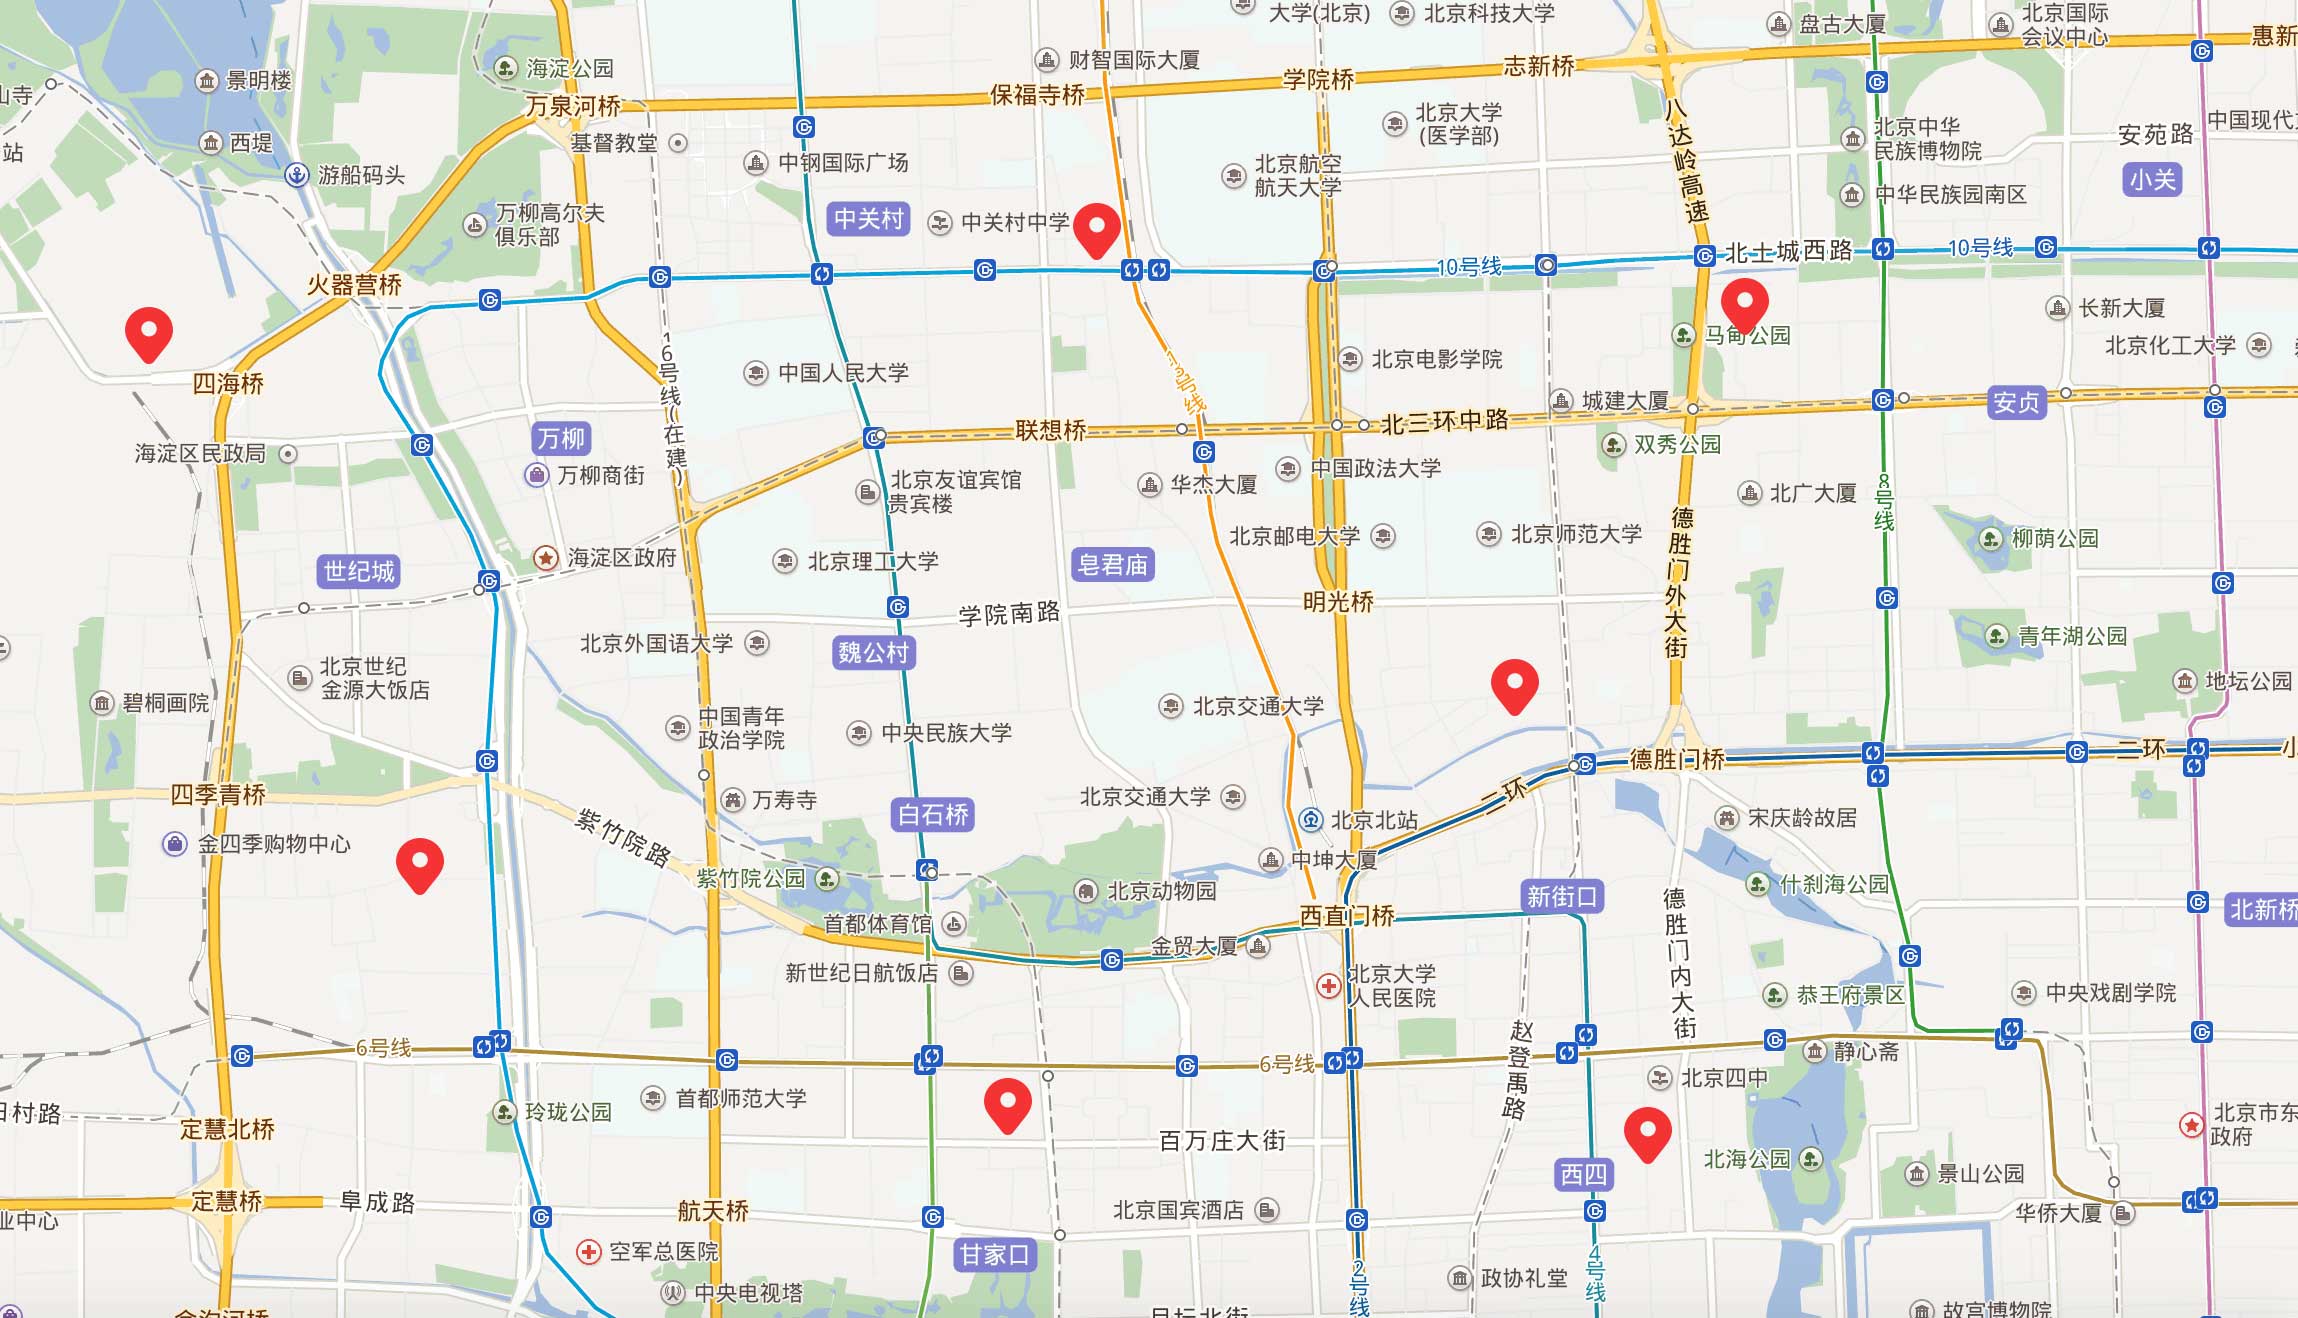 大学(北京)
北京科技大学
盘古大厦
北京国际
会议中心
惠新
海淀公园
财智国际大厦
学院桥
志新桥
景明楼
山寺
万泉河桥
保福寺桥
八达岭高速
北京大学
(医学部)
北京中华
民族博物院
安苑路
中国现代
站
西堤
基督教堂
中钢国际广场
北京航空
航天大学
小关
游船码头
中华民族园南区
万柳高尔夫
俱乐部
中关村
中关村中学
北土城西路
10号线
10号线
火器营桥
长新大厦
马甸公园
北京化工大学
四海桥
16号线(在建)
中国人民大学
13号线
北京电影学院
城建大厦
安贞
海淀区民政局
万柳
联想桥
北三环中路
双秀公园
万柳商街
北京友谊宾馆
贵宾楼
华杰大厦
中国政法大学
北广大厦
8号线
世纪城
海淀区政府
北京理工大学
皂君庙
北京邮电大学
北京师范大学
德胜门外大街
柳荫公园
学院南路
明光桥
北京外国语大学
魏公村
青年湖公园
北京世纪
金源大饭店
碧桐画院
地坛公园
中国青年
政治学院
中央民族大学
北京交通大学
德胜门桥
二环
小
四季青桥
万寿寺
白石桥
北京交通大学
二环
金四季购物中心
紫竹院路
北京北站
宋庆龄故居
中坤大厦
紫竹院公园
北京动物园
新街口
什刹海公园
首都体育馆
西直门桥
北新桥
金贸大厦
新世纪日航饭店
北京大学
人民医院
德胜门内大街
恭王府景区
中央戏剧学院
6号线
6号线
赵登禹路
静心斋
首都师范大学
北京四中
田村路
玲珑公园
定慧北桥
百万庄大街
北京市东
政府
西四
北海公园
景山公园
定慧桥
阜成路
航天桥
北京国宾酒店
业中心
华侨大厦
空军总医院
甘家口
2号线
4号线
政协礼堂
中央电视塔
故宫博物院